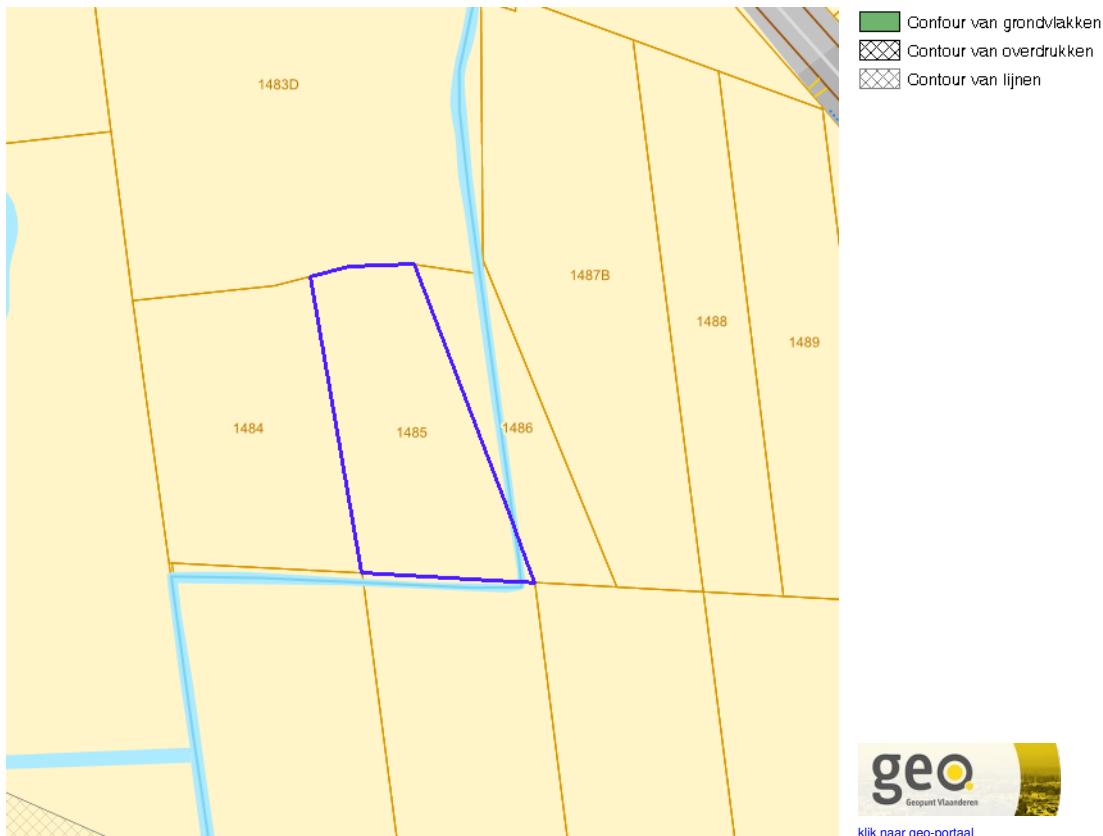 Contour van grondvlakken
Contour van overdrukken
Contour van lijnen
1483D
1487B
1488
1489
1484
1485
1486
geo.
Geopunt Vlaanderen
klik naar geo-portaal